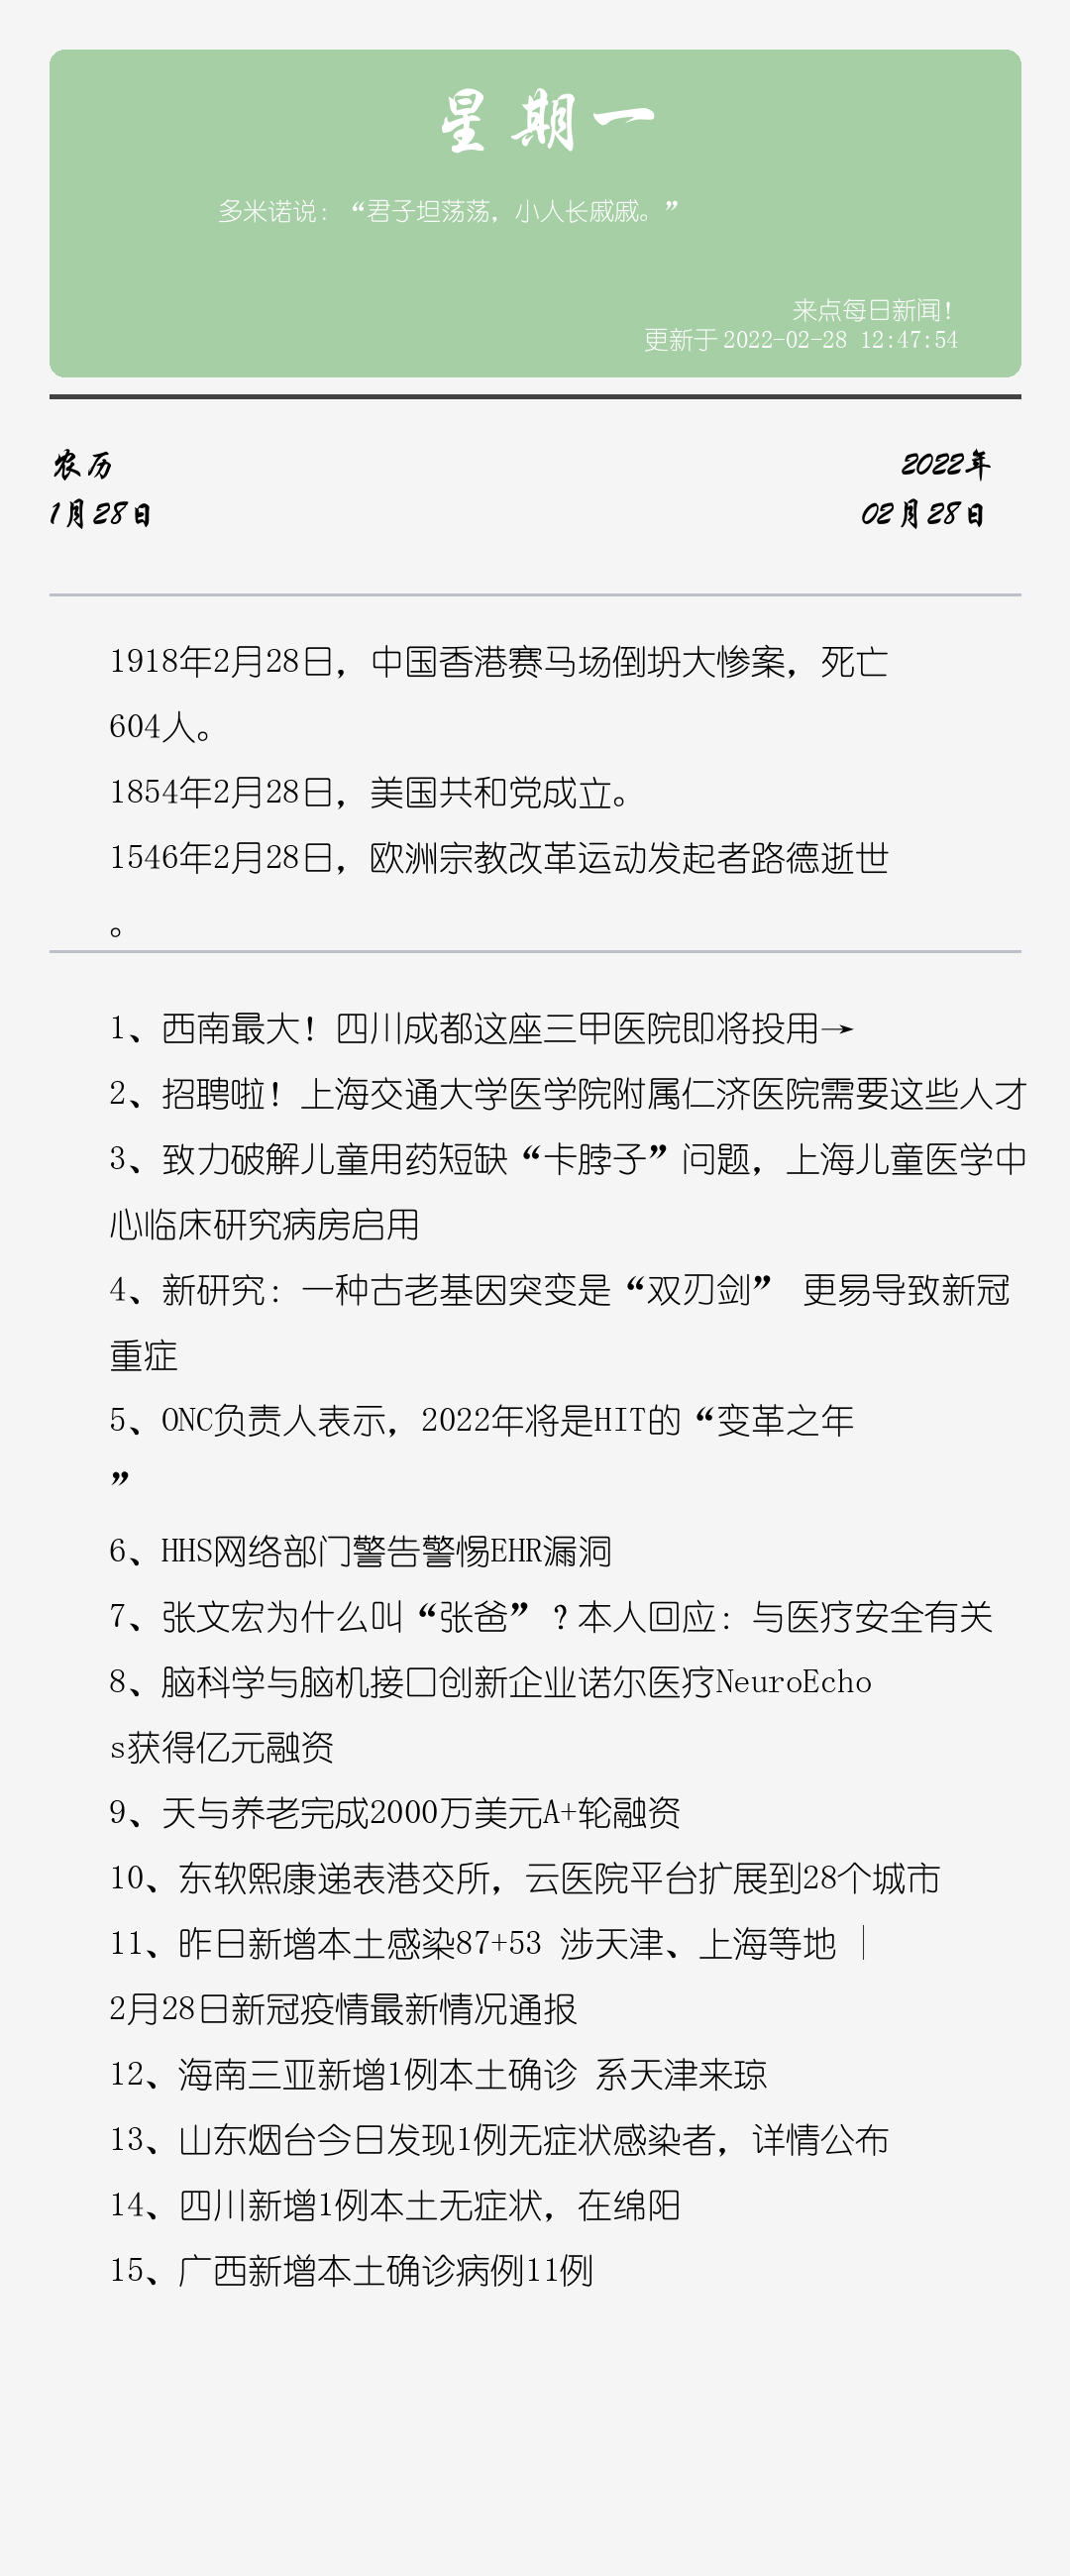 星期一
多米诺说：“君子坦荡荡，小人长戚戚。”
来点每日新闻！
更新于 2022-02-28 12:47:54
农历
1月28日
2022年
02月28日
1918年2月28日，中国香港赛马场倒坍大惨案，死亡
604人。
1854年2月28日，美国共和党成立。
1546年2月28日，欧洲宗教改革运动发起者路德逝世
。
1、西南最大！四川成都这座三甲医院即将投用→
2、招聘啦！上海交通大学医学院附属仁济医院需要这些人才
3、致力破解儿童用药短缺“卡脖子”问题，上海儿童医学中
心临床研究病房启用
4、新研究：一种古老基因突变是“双刃剑” 更易导致新冠
重症
5、ONC负责人表示，2022年将是HIT的“变革之年
”
6、HHS网络部门警告警惕EHR漏洞
7、张文宏为什么叫“张爸”？本人回应：与医疗安全有关
8、脑科学与脑机接口创新企业诺尔医疗NeuroEcho
s获得亿元融资
9、天与养老完成2000万美元A+轮融资
10、东软熙康递表港交所，云医院平台扩展到28个城市
11、昨日新增本土感染87+53 涉天津、上海等地 ｜
2月28日新冠疫情最新情况通报
12、海南三亚新增1例本土确诊 系天津来琼
13、山东烟台今日发现1例无症状感染者，详情公布
14、四川新增1例本土无症状，在绵阳
15、广西新增本土确诊病例11例